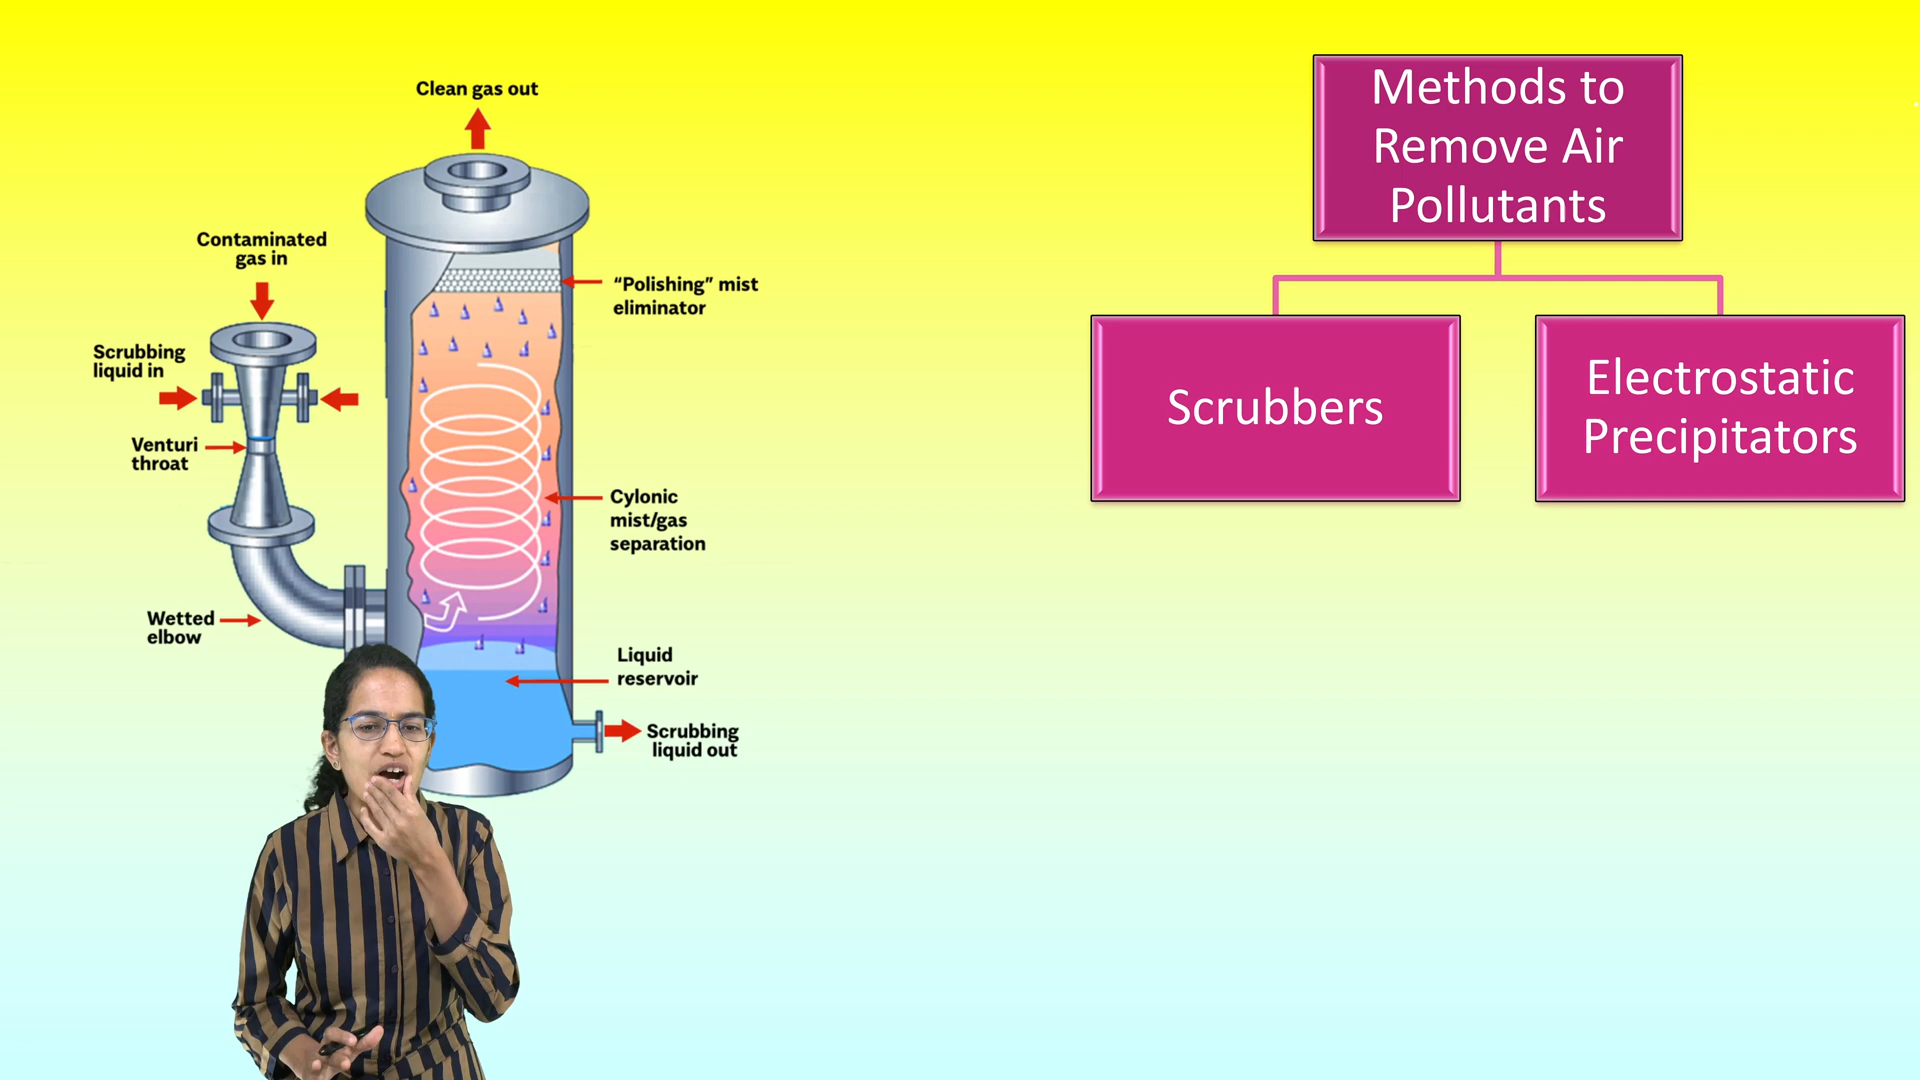 Clean gas out
Contaminated
gas in
Scrubbing
liquid in
Venturi
throat
Wetted
elbow
“Polishing” mist
eliminator
Cylonic
mist/gas
separation
Liquid
reservoir
Scrubbing
liquid out
Methods to
Remove Air
Pollutants
Scrubbers
Electrostatic
Precipitators